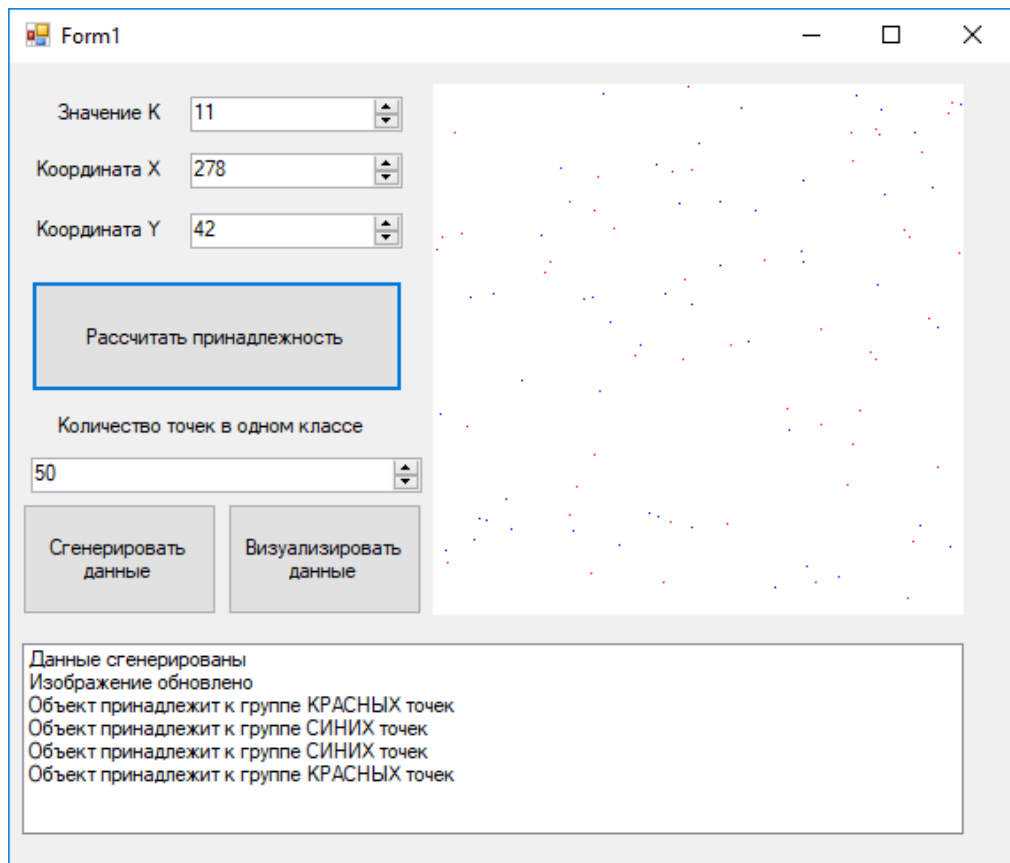 Form1
Значение K
11
Координата X
278
Координата Y
42
Рассчитать принадлежность
Количество точек в одном классе
50
Сгенерировать
данные
Визуализировать
данные
Данные сгенерированы
Изображение обновлено
Объект принадлежит к группе КРАСНЫХ точек
Объект принадлежит к группе СИНИХ точек
Объект принадлежит к группе СИНИХ точек
Объект принадлежит к группе КРАСНЫХ точек